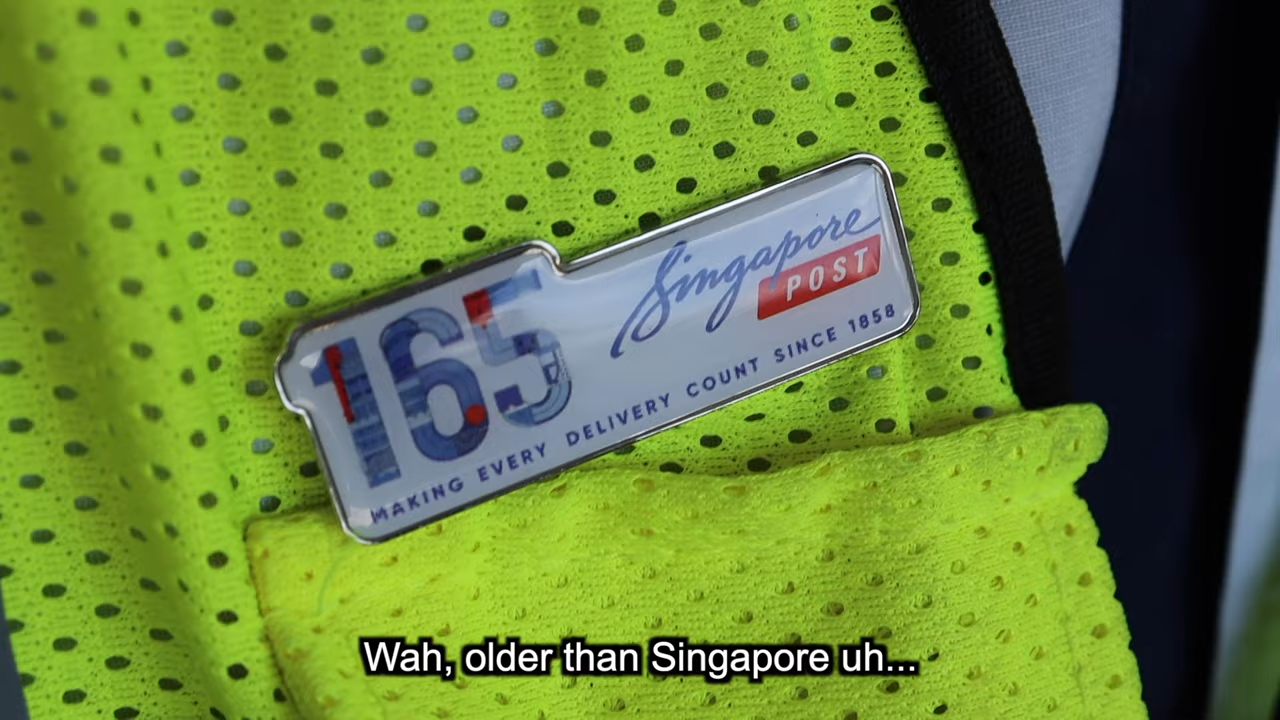 165
Singapore
POST
MAKING EVERY DELIVERY COUNT SINCE 1858
Wah, older than Singapore uh...